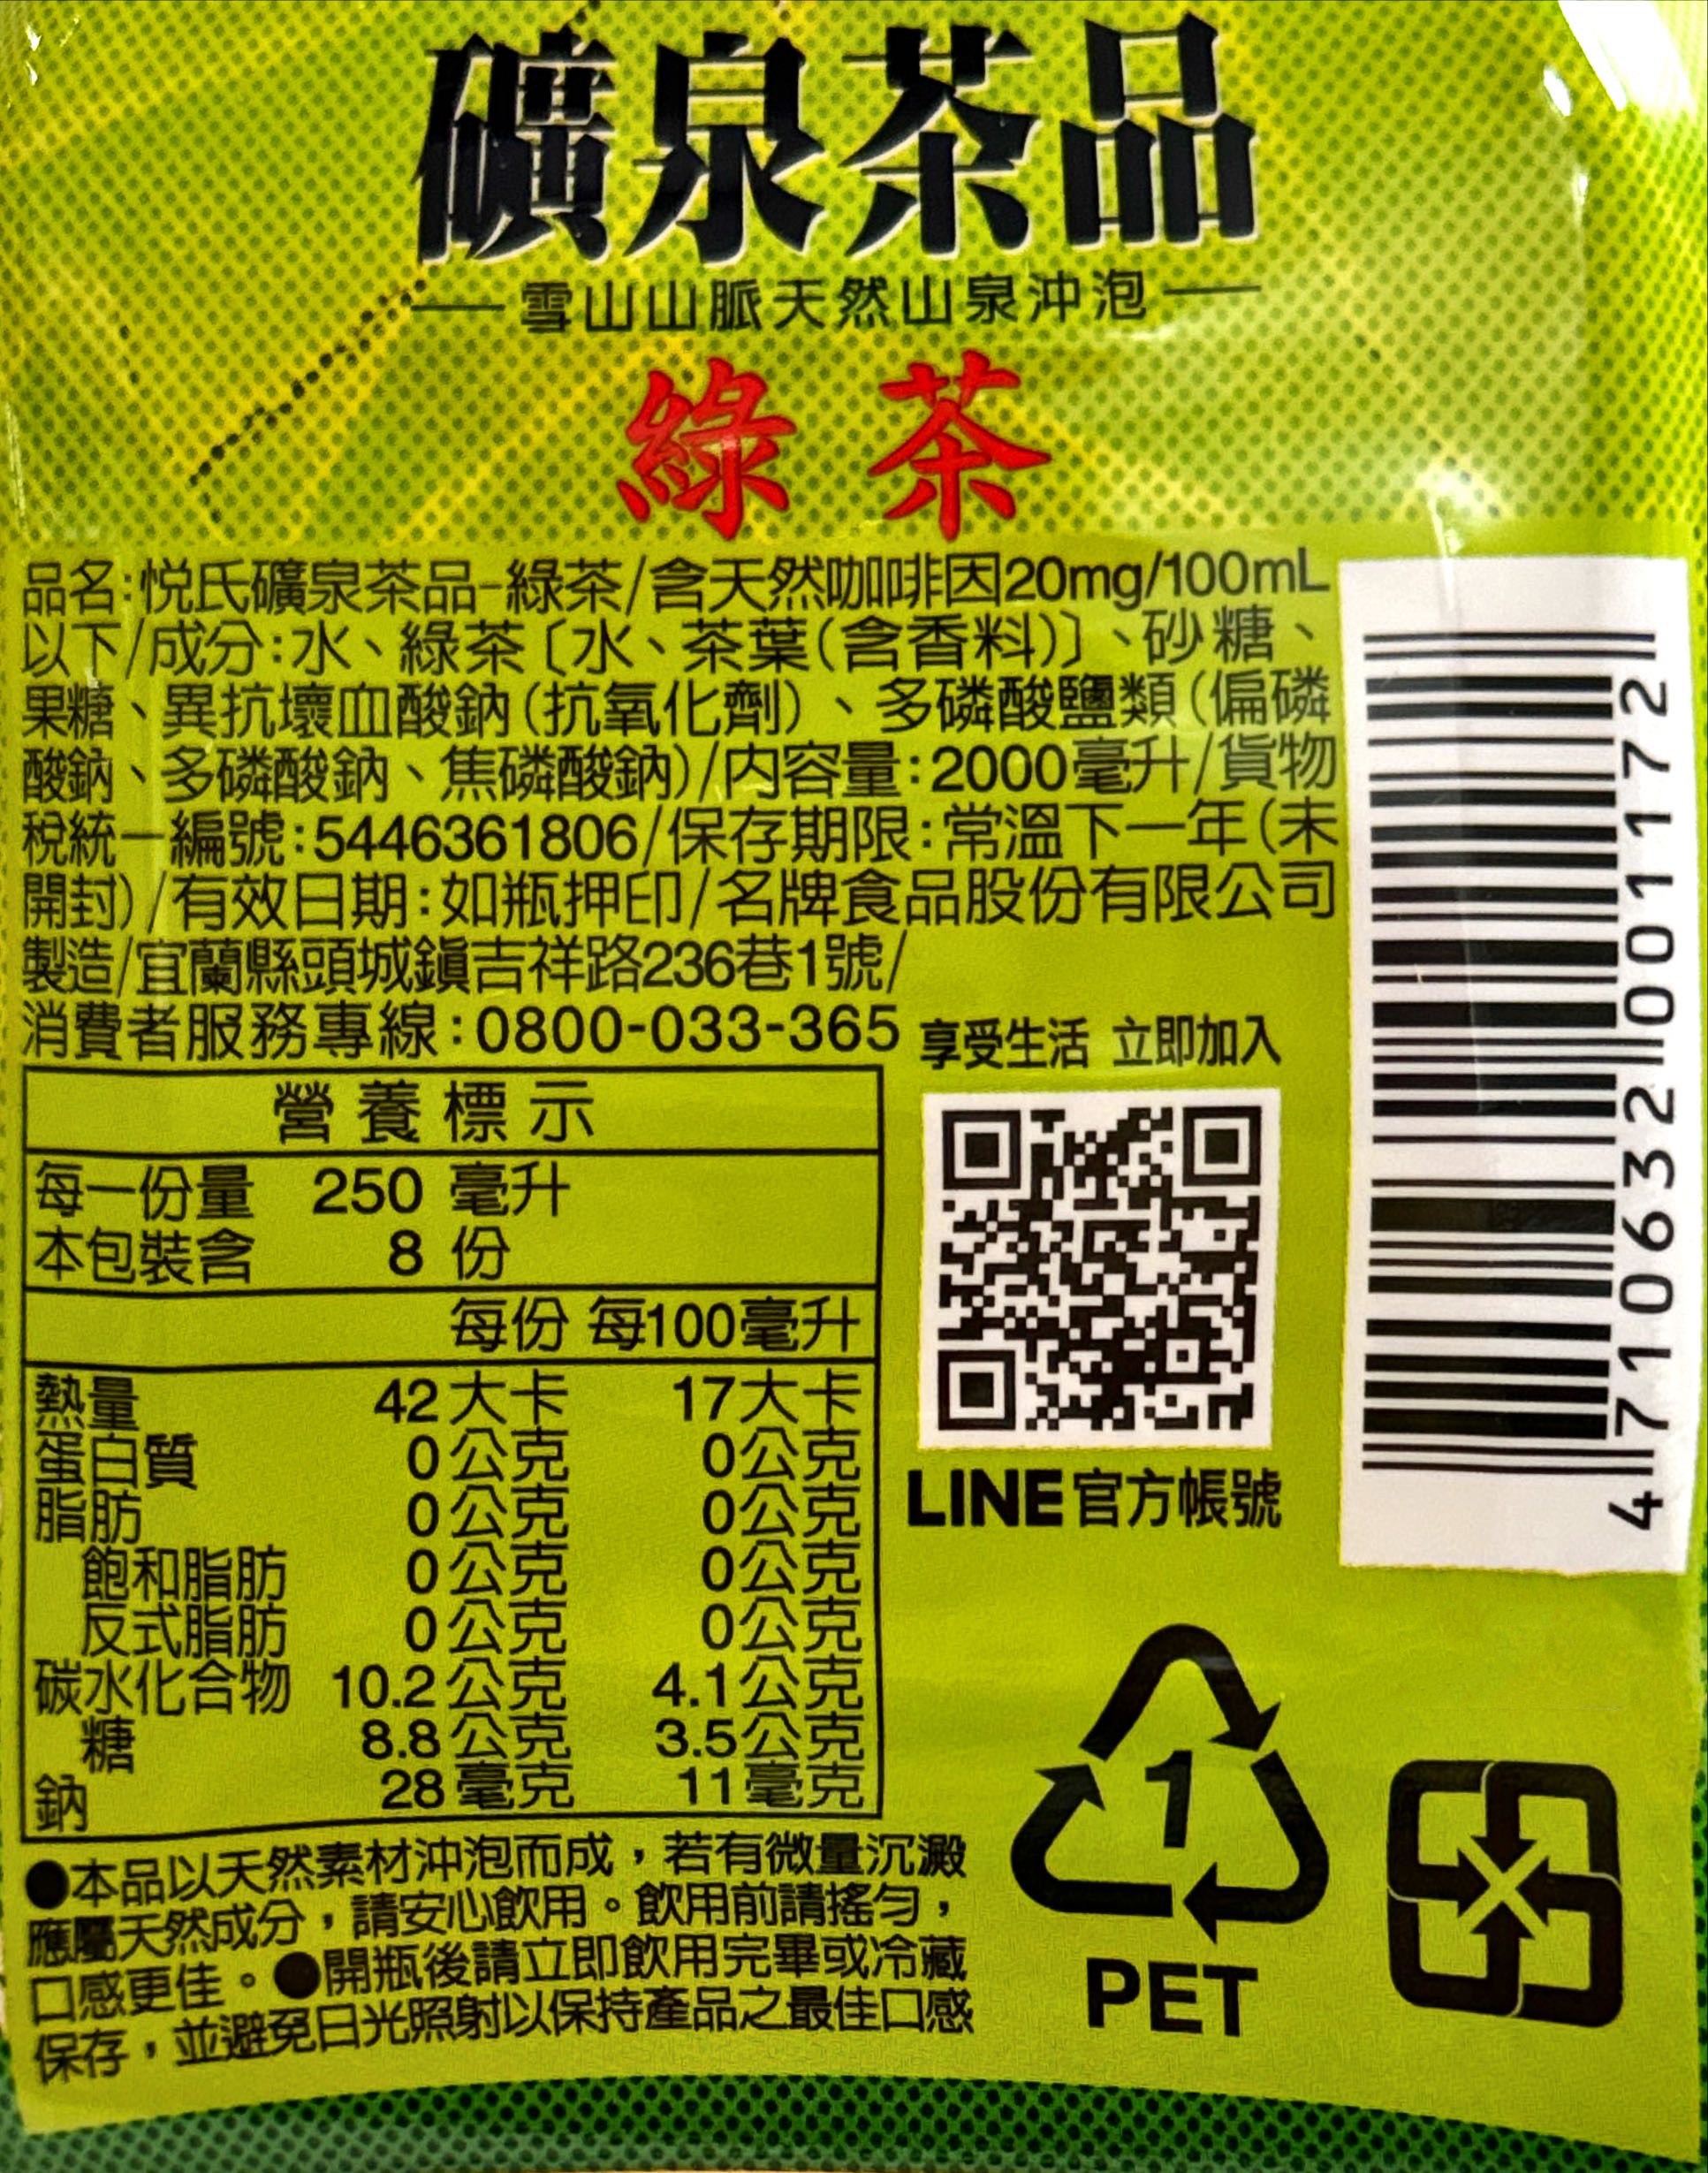 礦泉茶品
雪山山脈天然山泉沖泡
綠茶
品名:悅氏礦泉茶品-綠茶/含天然咖啡因20mg/100mL
以下/成分:水、綠茶〔水、茶葉(含香料)〕、砂糖、
果糖、異抗壞血酸鈉(抗氧化劑)、多磷酸鹽類(偏磷
酸鈉、多磷酸鈉、焦磷酸鈉)/內容量:2000毫升/貨物
稅統一編號:5446361806/保存期限:常溫下一年(未
開封)/有效日期:如瓶押印/名牌食品股份有限公司
製造/宜蘭縣頭城鎮吉祥路236巷1號/
消費者服務專線:0800-033-365
營養標示
每一份量 250 毫升
本包裝含 8 份
每份 每100毫升
熱量 42大卡 17大卡
蛋白質 0公克 0公克
脂肪 0公克 0公克
飽和脂肪 0公克 0公克
反式脂肪 0公克 0公克
碳水化合物 10.2公克 4.1公克
糖 8.8公克 3.5公克
鈉 28毫克 11毫克
●本品以天然素材沖泡而成，若有微量沉澱
應屬天然成分，請安心飲用。飲用前請搖勻，
口感更佳。●開瓶後請立即飲用完畢或冷藏
保存，並避免日光照射以保持產品之最佳口感
享受生活 立即加入
LINE官方帳號
4710632001172
1
PET